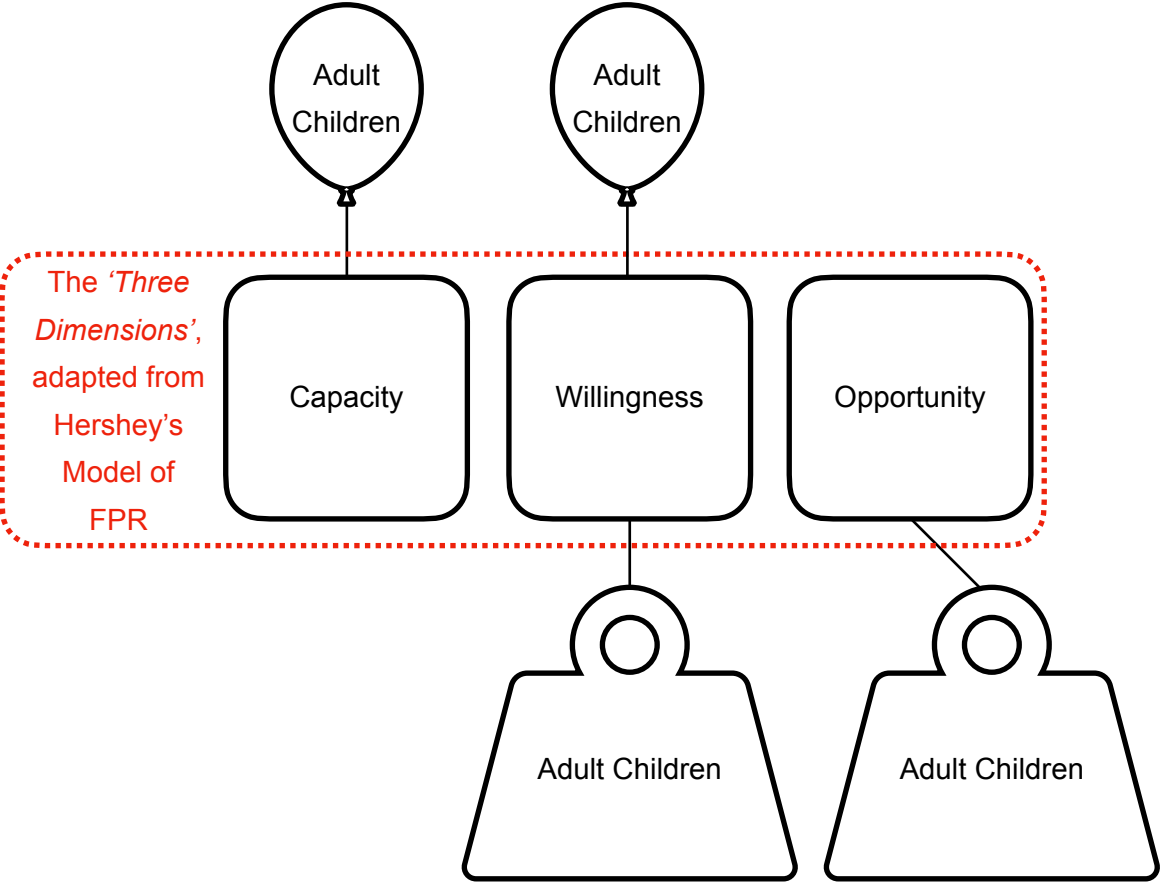 Adult
Children
Adult
Children
The ‘Three
Dimensions’,
adapted from
Hershey’s
Model of
FPR
Capacity
Willingness
Opportunity
Adult Children
Adult Children